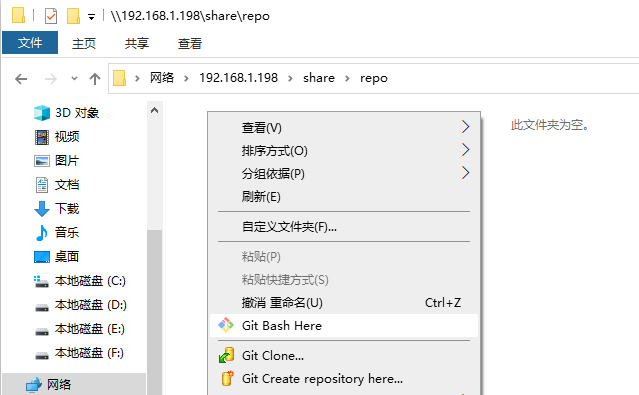 \\192.168.1.198\share\repo
文件 主页 共享 查看
网络 192.168.1.198 share repo
3D 对象
视频
图片
文档
下载
音乐
桌面
本地磁盘 (C:)
本地磁盘 (D:)
本地磁盘 (E:)
本地磁盘 (F:)
网络
查看(V)
排序方式(O)
分组依据(P)
刷新(E)
自定义文件夹(F)...
粘贴(P)
粘贴快捷方式(S)
撤消 重命名(U) Ctrl+Z
Git Bash Here
Git Clone...
Git Create repository here...
此文件夹为空。